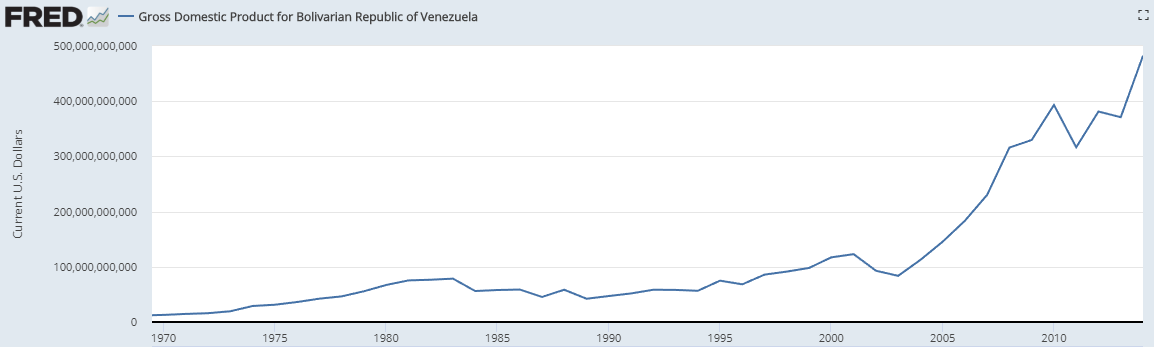 FRED
Gross Domestic Product for Bolivarian Republic of Venezuela
Current U.S. Dollars
500,000,000,000
400,000,000,000
300,000,000,000
200,000,000,000
100,000,000,000
0
1970 1975 1980 1985 1990 1995 2000 2005 2010